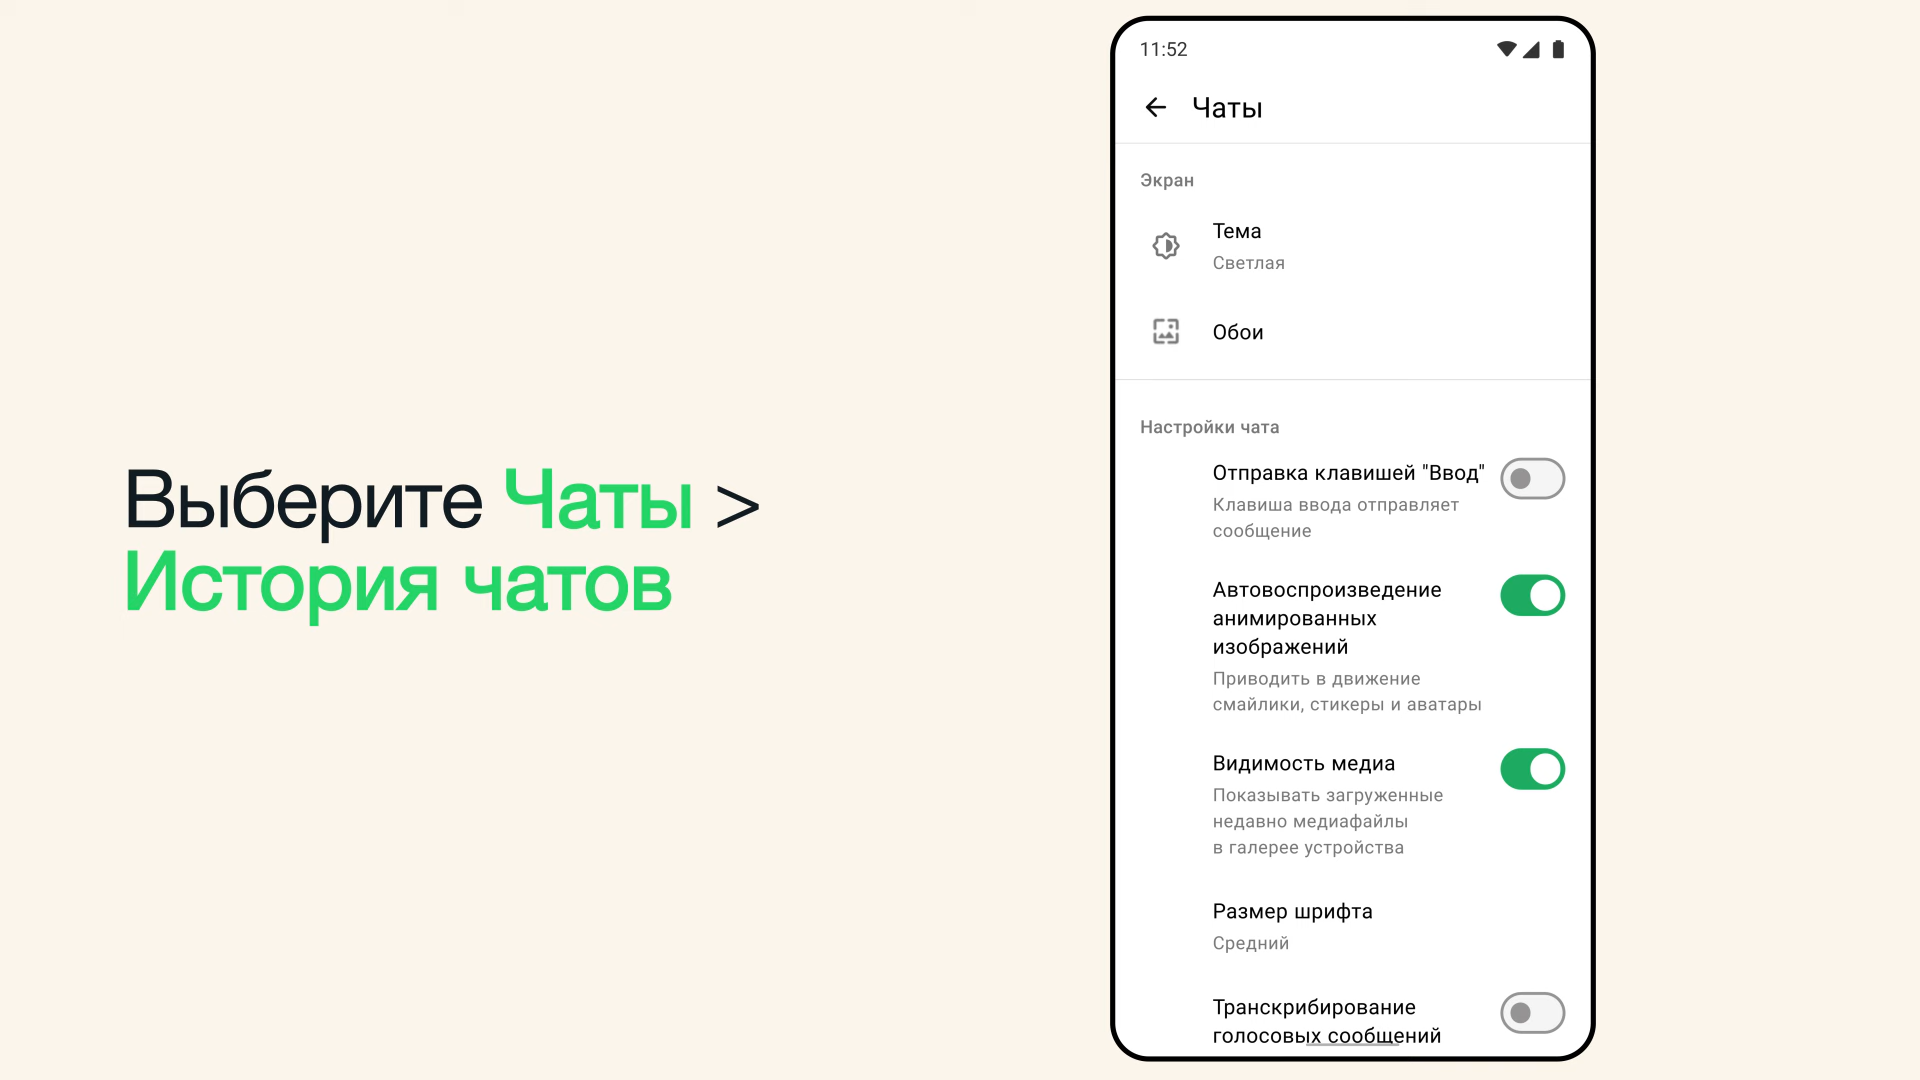 Выберите Чаты >
История чатов
11:52
Чаты
Экран
Тема
Светлая
Обои
Настройки чата
Отправка клавишей "Ввод"
Клавиша ввода отправляет
сообщение
Автовоспроизведение
анимированных
изображений
Приводить в движение
смайлики, стикеры и аватары
Видимость медиа
Показывать загруженные
недавно медиафайлы
в галерее устройства
Размер шрифта
Средний
Транскрибирование
голосовых сообщений